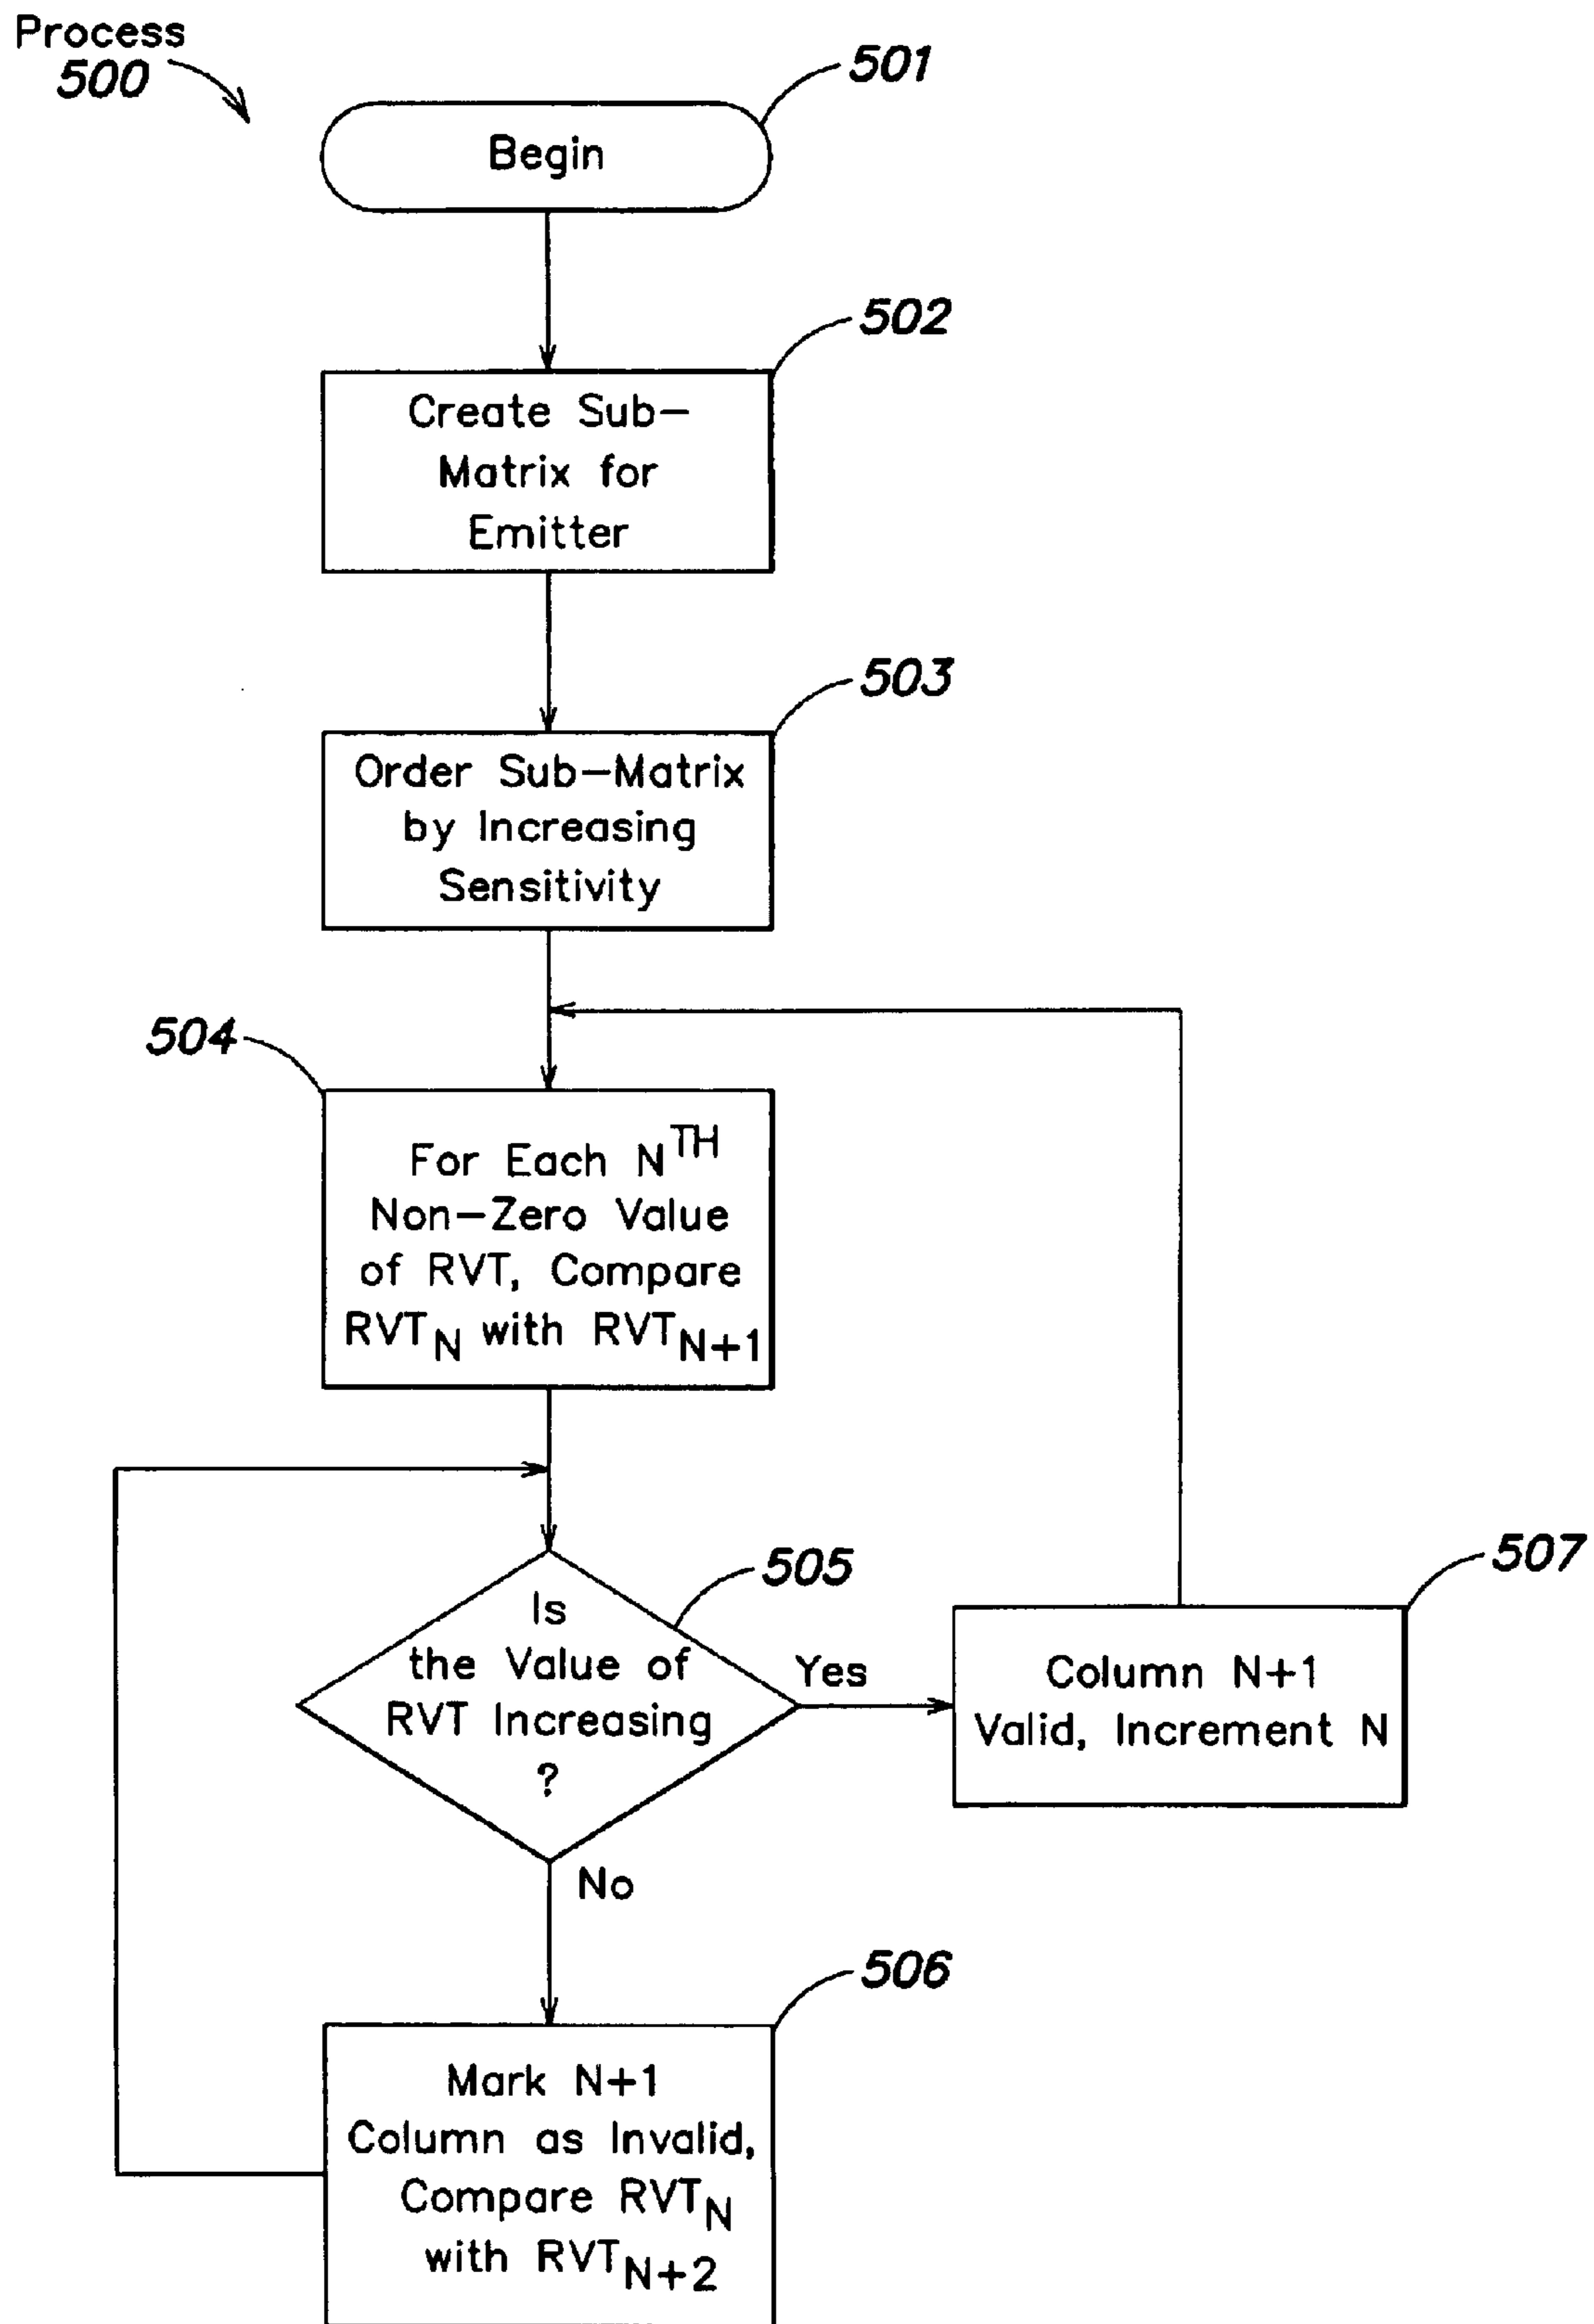 Process
500
501
Begin
502
Create Sub-
Matrix for
Emitter
503
Order Sub-Matrix
by Increasing
Sensitivity
504
For Each N^TH
Non-Zero Value
of RVT, Compare
RVT_N with RVT_N+1
505
Is
the Value of
RVT Increasing
?
Yes
507
Column N+1
Valid, Increment N
No
506
Mark N+1
Column as Invalid,
Compare RVT_N
with RVT_N+2